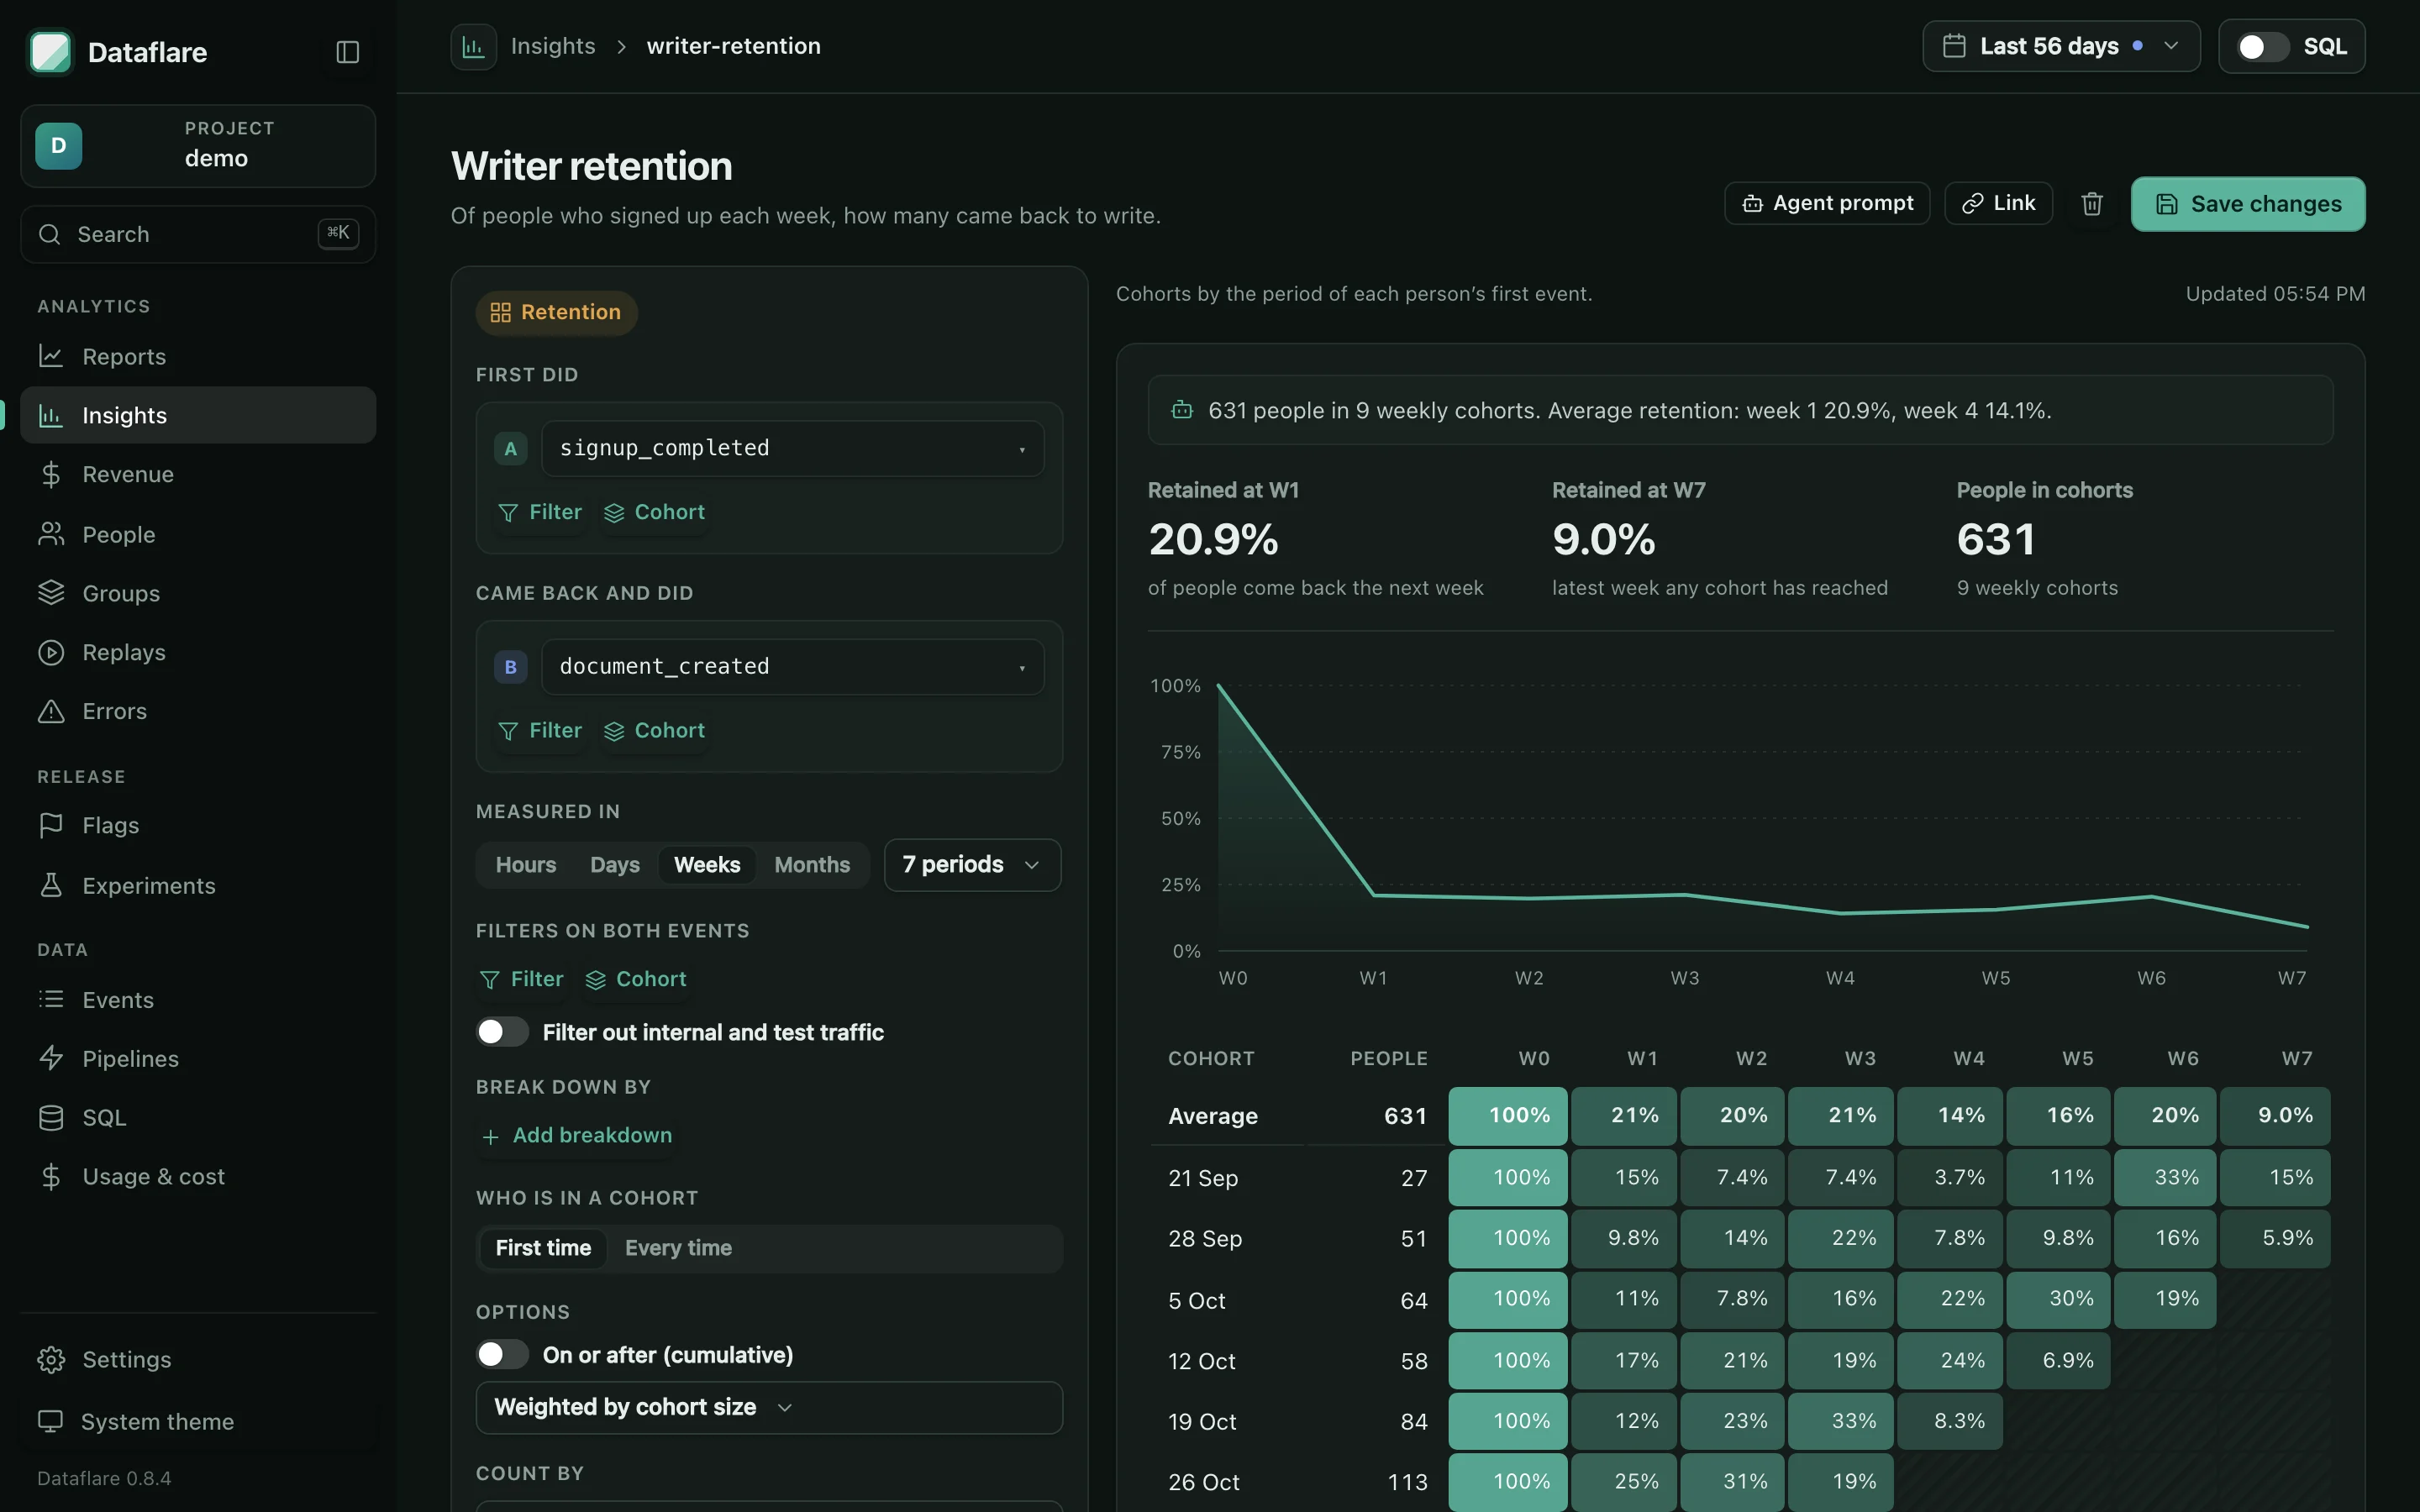 Dataflare
D
PROJECT
demo
Search
⌘K
ANALYTICS
Reports
Insights
Revenue
People
Groups
Replays
Errors
RELEASE
Flags
Experiments
DATA
Events
Pipelines
SQL
Usage & cost
Settings
System theme
Dataflare 0.8.4
Insights > writer-retention
Last 56 days
SQL
Writer retention
Of people who signed up each week, how many came back to write.
Agent prompt
Link
Save changes
Retention
FIRST DID
A signup_completed
Filter Cohort
CAME BACK AND DID
B document_created
Filter Cohort
MEASURED IN
Hours Days Weeks Months 7 periods
FILTERS ON BOTH EVENTS
Filter Cohort
Filter out internal and test traffic
BREAK DOWN BY
+ Add breakdown
WHO IS IN A COHORT
First time Every time
OPTIONS
On or after (cumulative)
Weighted by cohort size
COUNT BY
Cohorts by the period of each person’s first event.
Updated 05:54 PM
631 people in 9 weekly cohorts. Average retention: week 1 20.9%, week 4 14.1%.
Retained at W1
20.9%
of people come back the next week
Retained at W7
9.0%
latest week any cohort has reached
People in cohorts
631
9 weekly cohorts
100%
75%
50%
25%
0%
W0 W1 W2 W3 W4 W5 W6 W7
COHORT PEOPLE W0 W1 W2 W3 W4 W5 W6 W7
Average 631 100% 21% 20% 21% 14% 16% 20% 9.0%
21 Sep 27 100% 15% 7.4% 7.4% 3.7% 11% 33% 15%
28 Sep 51 100% 9.8% 14% 22% 7.8% 9.8% 16% 5.9%
5 Oct 64 100% 11% 7.8% 16% 22% 30% 19%
12 Oct 58 100% 17% 21% 19% 24% 6.9%
19 Oct 84 100% 12% 23% 33% 8.3%
26 Oct 113 100% 25% 31% 19%